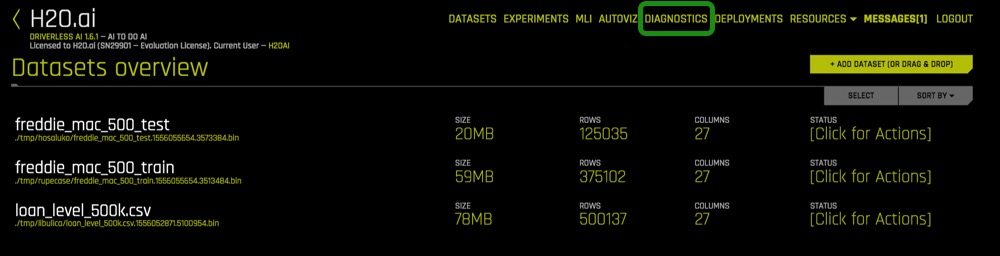 H2O.ai
DATASETS EXPERIMENTS MLI AUTOVIZ DIAGNOSTICS DEPLOYMENTS RESOURCES MESSAGES[1] LOGOUT
DRIVERLESS AI 1.6.1 – AI TO DO AI
Licensed to H2O.ai (SN29901 – Evaluation License). Current User – H2OAI
Datasets overview
+ ADD DATASET (OR DRAG & DROP)
SELECT SORT BY
freddie_mac_500_test
./tmp/hosaluko/freddie_mac_500_test.1556055654.3573384.bin
SIZE ROWS COLUMNS STATUS
20MB 125035 27 [Click for Actions]
freddie_mac_500_train
./tmp/rupecase/freddie_mac_500_train.1556055654.3513484.bin
SIZE ROWS COLUMNS STATUS
59MB 375102 27 [Click for Actions]
loan_level_500k.csv
./tmp/libulica/loan_level_500k.csv.1556052871.5100954.bin
SIZE ROWS COLUMNS STATUS
78MB 500137 27 [Click for Actions]